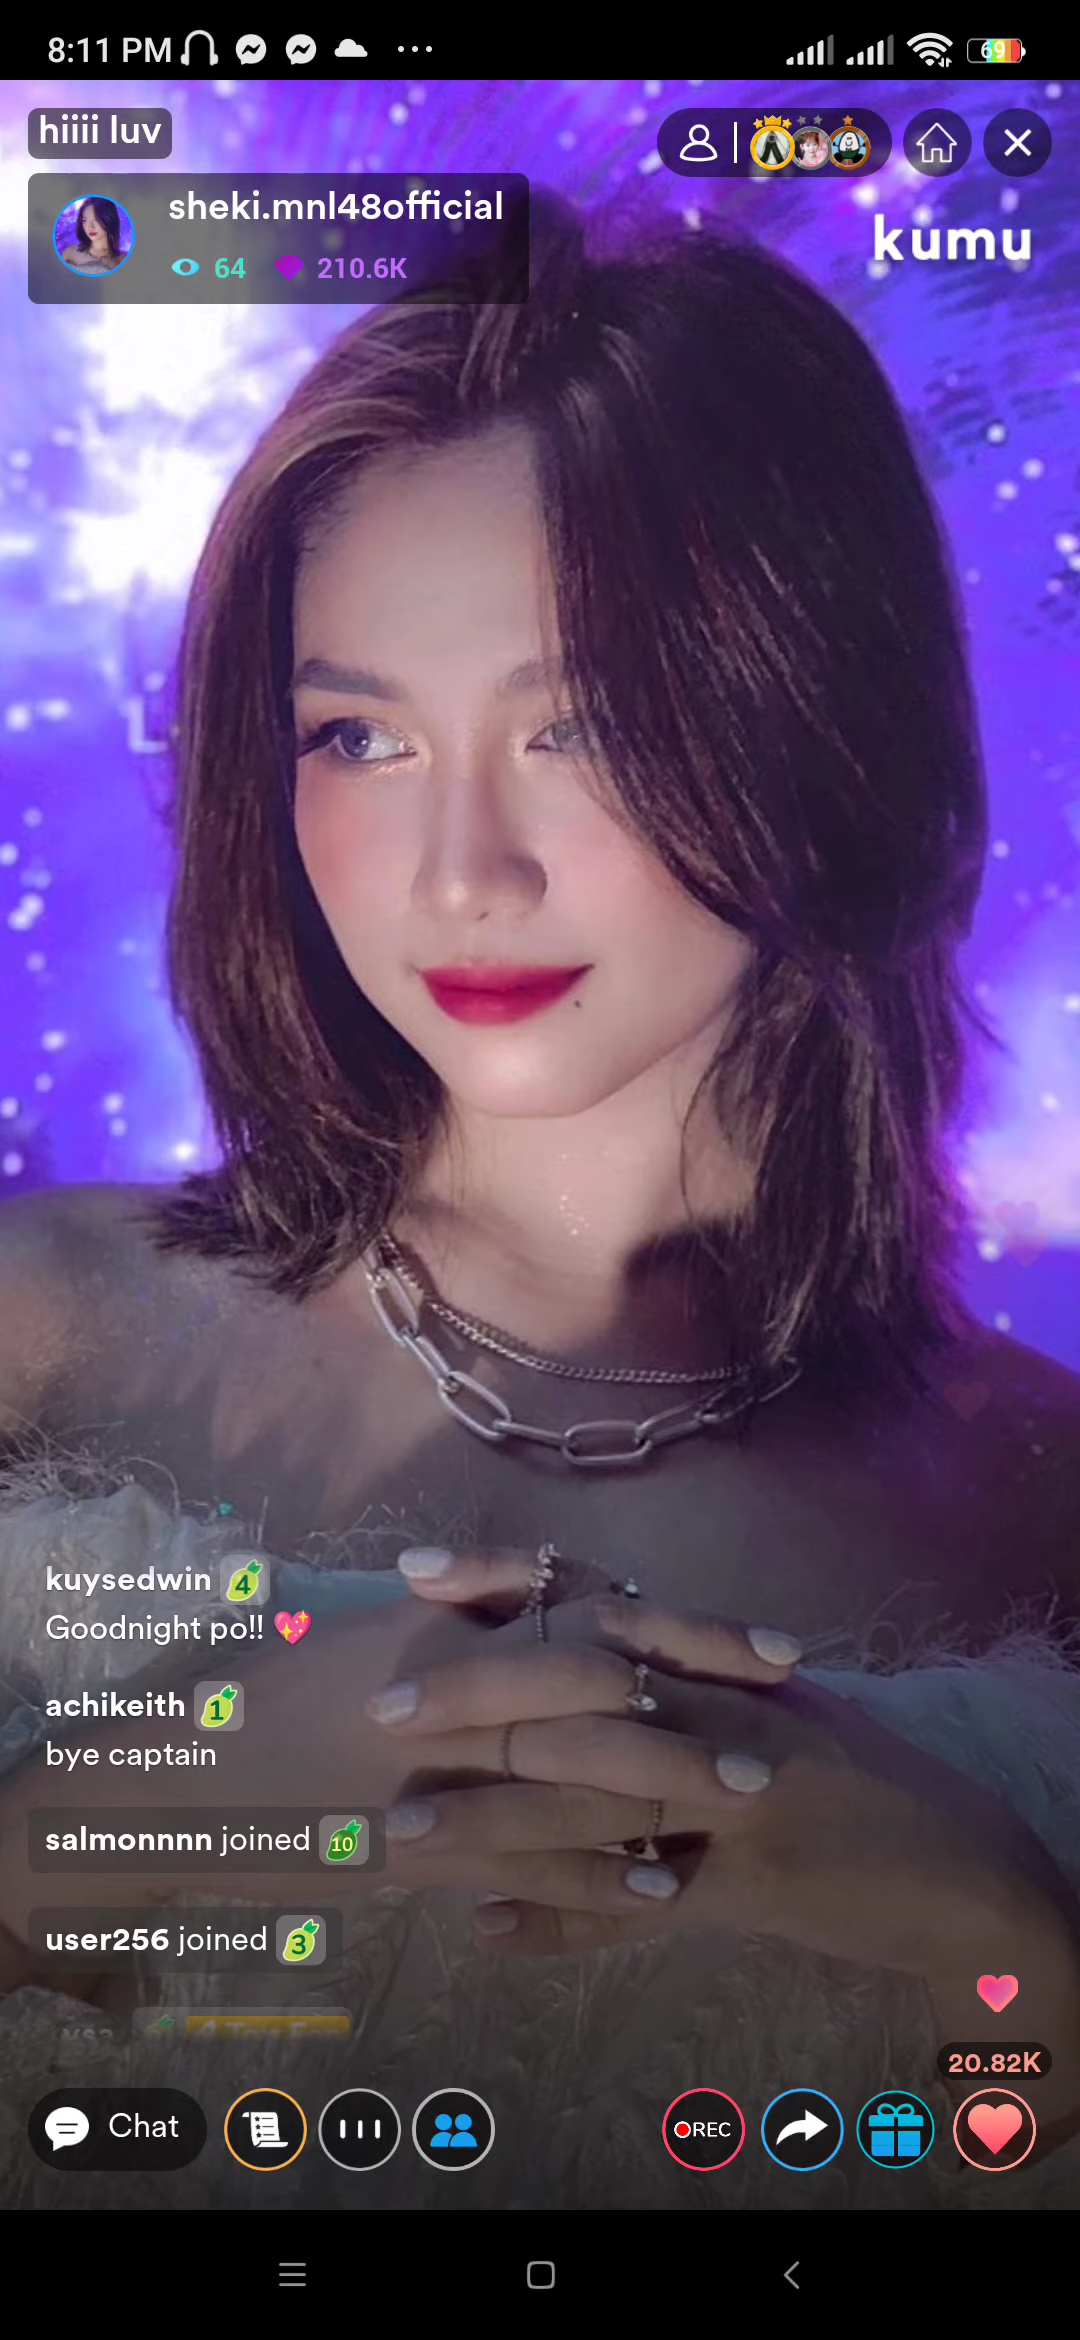 8:11 PM
69
hiiii luv
sheki.mnl48official
64 210.6K
kumu
kuysedwin 4
Goodnight po!! 💖
achikeith 1
bye captain
salmonnnn joined 10
user256 joined 3
20.82K
Chat
REC